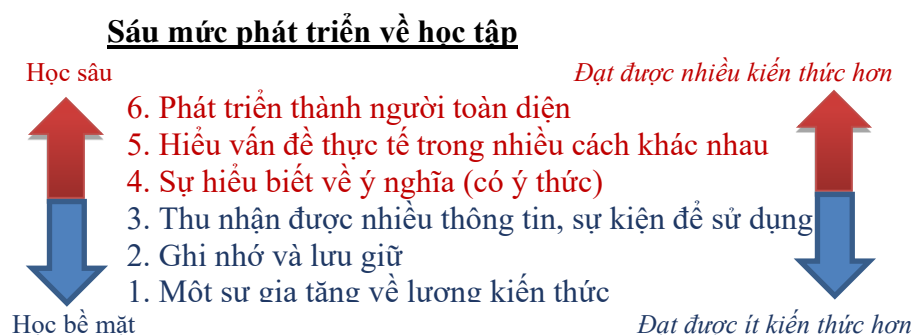 Sáu mức phát triển về học tập
Học sâu
Đạt được nhiều kiến thức hơn
6. Phát triển thành người toàn diện
5. Hiểu vấn đề thực tế trong nhiều cách khác nhau
4. Sự hiểu biết về ý nghĩa (có ý thức)
3. Thu nhận được nhiều thông tin, sự kiện để sử dụng
2. Ghi nhớ và lưu giữ
1. Một sự gia tăng về lượng kiến thức
Học bề mặt
Đạt được ít kiến thức hơn